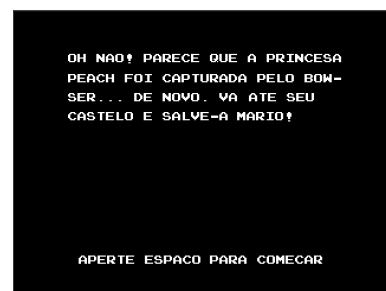 OH NAO! PARECE QUE A PRINCESA
PEACH FOI CAPTURADA PELO BOW-
SER... DE NOVO. VA ATE SEU
CASTELO E SALVE-A MARIO!
APERTE ESPACO PARA COMECAR